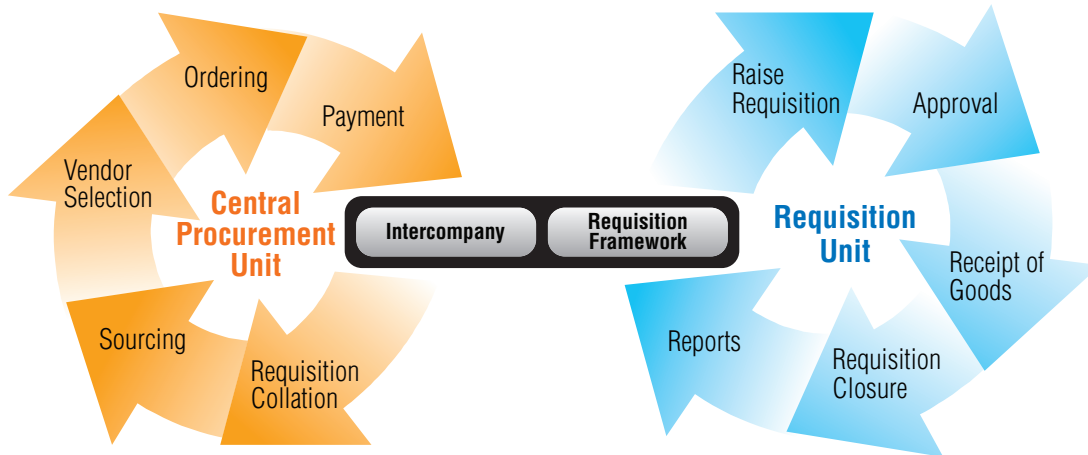 Ordering
Payment
Vendor
Selection
Central
Procurement
Unit
Sourcing
Requisition
Collation
Intercompany
Requisition
Framework
Raise
Requisition
Approval
Requisition
Unit
Receipt of
Goods
Reports
Requisition
Closure